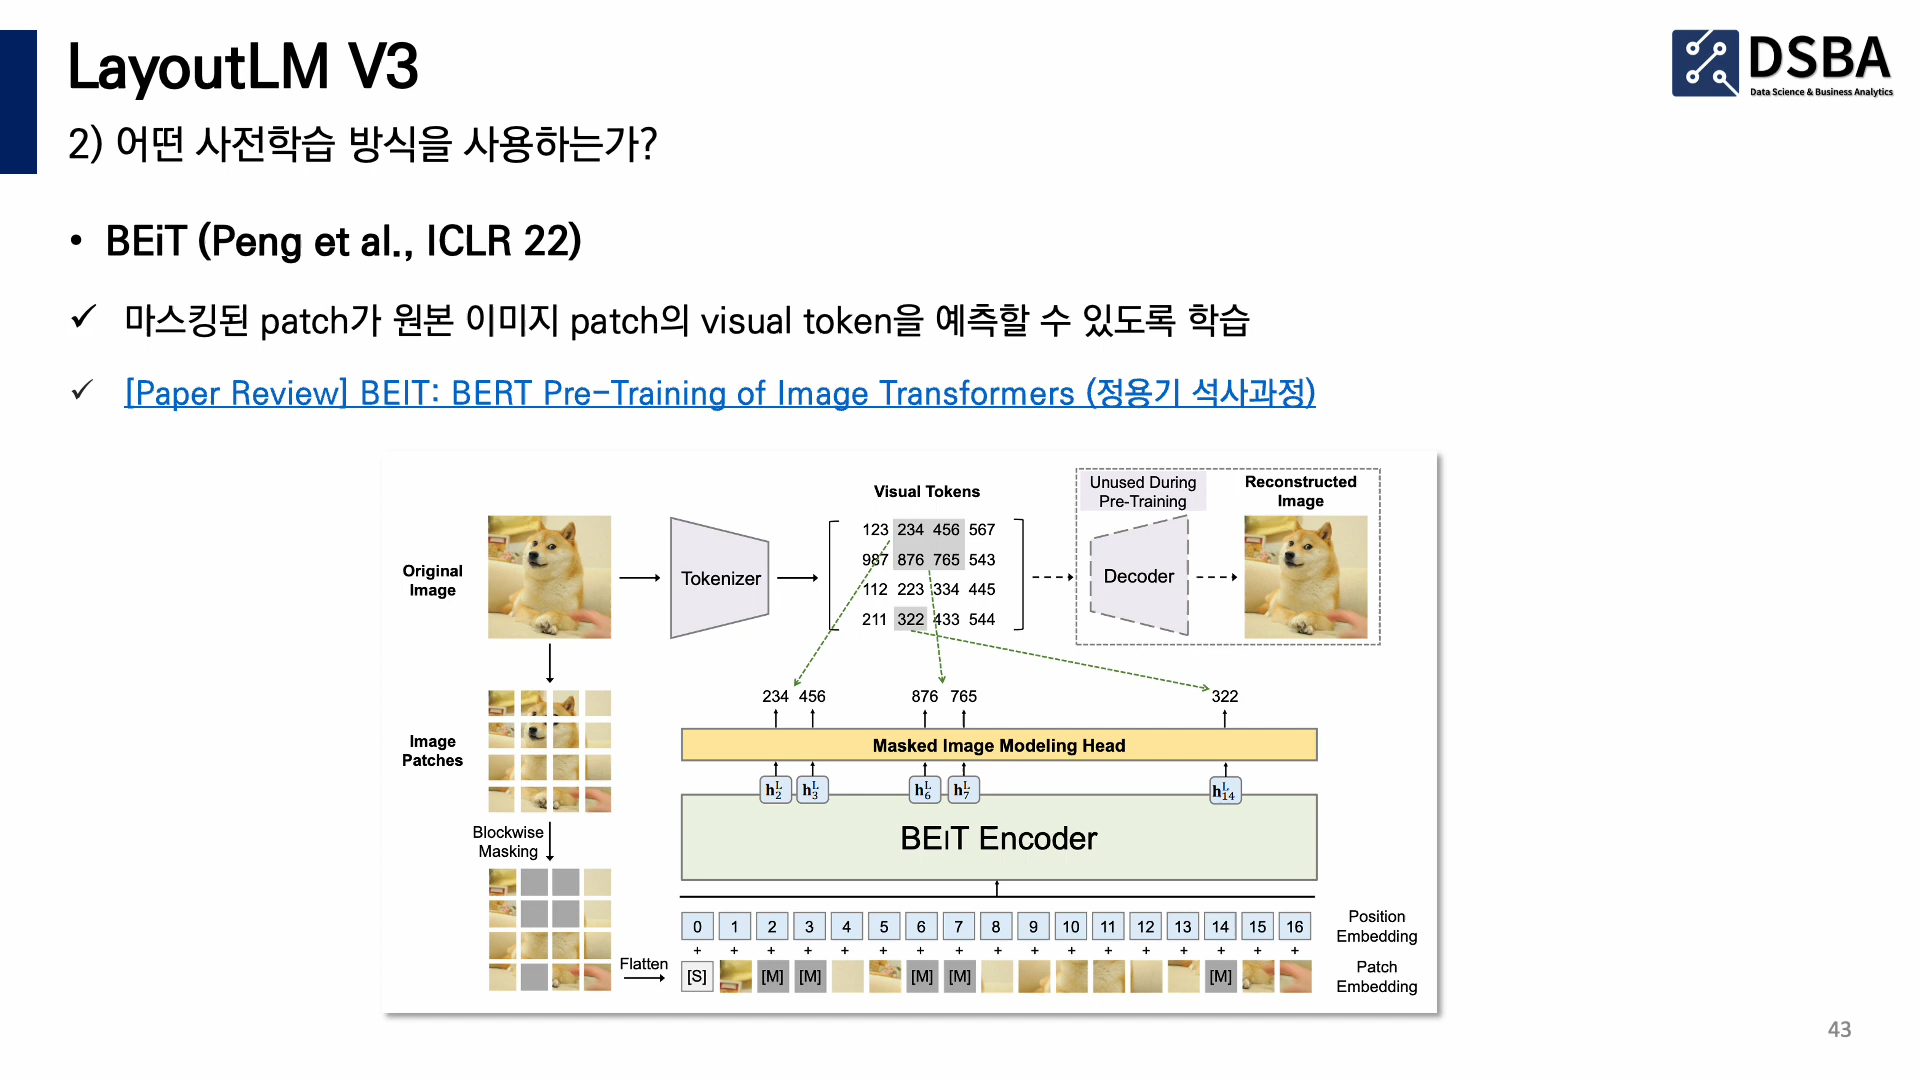 LayoutLM V3
DSBA
Data Science & Business Analytics
2) 어떤 사전학습 방식을 사용하는가?
• BEiT (Peng et al., ICLR 22)
✓ 마스킹된 patch가 원본 이미지 patch의 visual token을 예측할 수 있도록 학습
✓ [Paper Review] BEIT: BERT Pre-Training of Image Transformers (정용기 석사과정)
Visual Tokens
Unused During
Pre-Training
Reconstructed
Image
Original
Image
Tokenizer
123 234 456 567
987 876 765 543
112 223 334 445
211 322 433 544
Decoder
234 456 876 765 322
Image
Patches
Masked Image Modeling Head
h₂ᴸ h₃ᴸ h₆ᴸ h₇ᴸ h₁₄ᴸ
Blockwise
Masking
BEIT Encoder
0 1 2 3 4 5 6 7 8 9 10 11 12 13 14 15 16
Position
Embedding
+ + + + + + + + + + + + + + + + +
Flatten
[S] [M] [M] [M] [M] [M]
Patch
Embedding
43